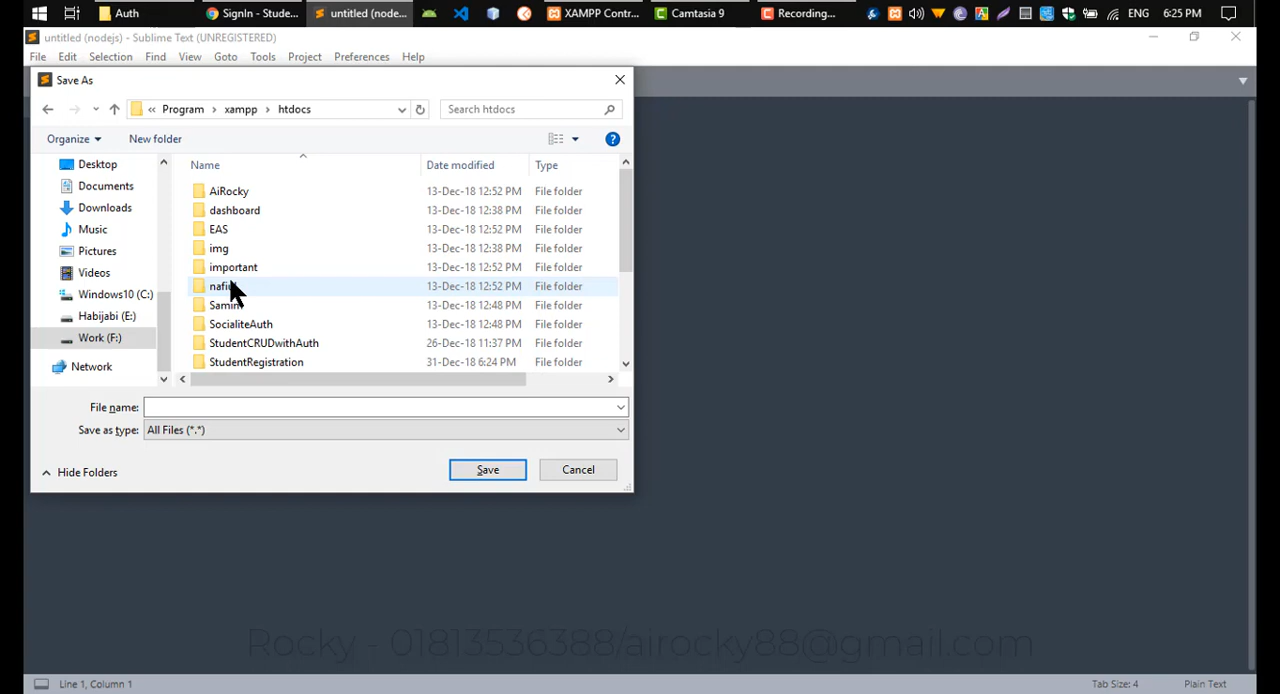 Auth
SignIn - Stude...
untitled (node...
XAMPP Contr...
Camtasia 9
Recording...
ENG
6:25 PM
untitled (nodejs) - Sublime Text (UNREGISTERED)
File Edit Selection Find View Goto Tools Project Preferences Help
Save As
« Program › xampp › htdocs
Search htdocs
Organize
New folder
Name Date modified Type
Desktop
Documents
Downloads
Music
Pictures
Videos
Windows10 (C:)
Habijabi (E:)
Work (F:)
Network
AiRocky 13-Dec-18 12:52 PM File folder
dashboard 13-Dec-18 12:38 PM File folder
EAS 13-Dec-18 12:52 PM File folder
img 13-Dec-18 12:38 PM File folder
important 13-Dec-18 12:52 PM File folder
13-Dec-18 12:52 PM File folder
13-Dec-18 12:48 PM File folder
SocialiteAuth 13-Dec-18 12:48 PM File folder
StudentCRUDwithAuth 26-Dec-18 11:37 PM File folder
StudentRegistration 31-Dec-18 6:24 PM File folder
File name:
Save as type: All Files (*.*)
Hide Folders
Save
Cancel
Rocky - 01813536388/airocky88@gmail.com
Line 1, Column 1
Tab Size: 4
Plain Text